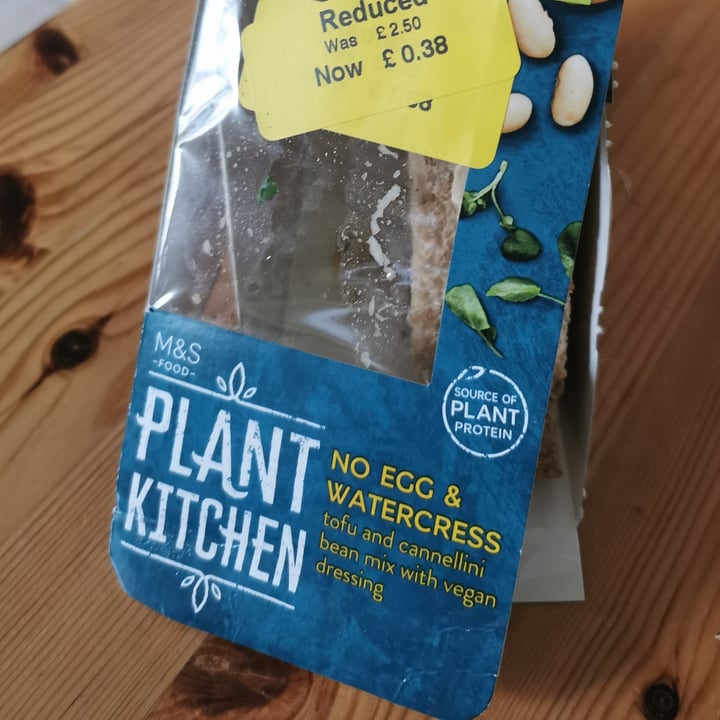 Reduced
Was £2.50
Now £0.38
M&S
-FOOD-
PLANT
KITCHEN
SOURCE OF
PLANT
PROTEIN
NO EGG &
WATERCRESS
tofu and cannellini
bean mix with vegan
dressing